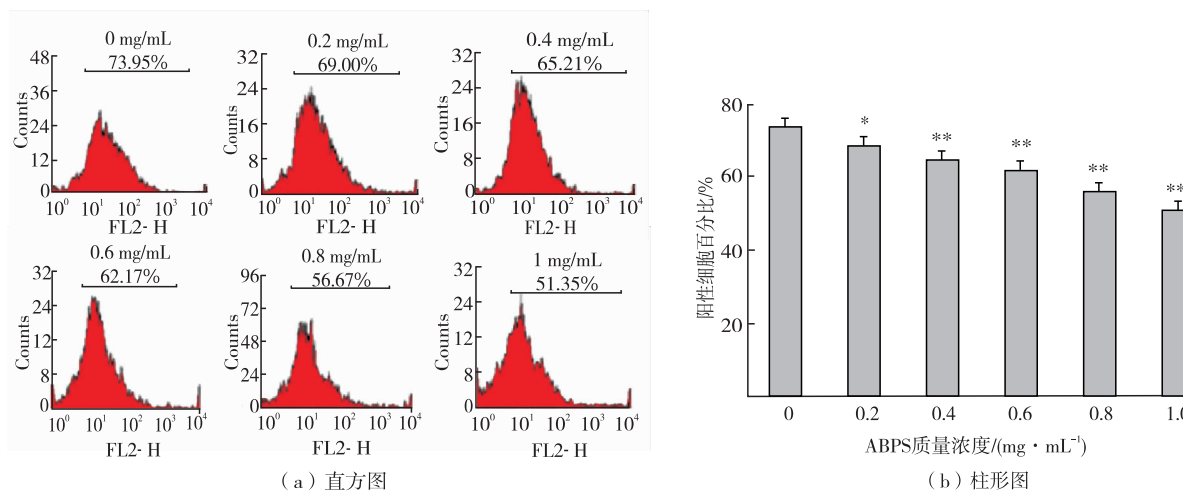 0 mg/mL
73.95%
48
36
24
12
0
Counts
10⁰ 10¹ 10² 10³ 10⁴
FL2- H
0.2 mg/mL
69.00%
32
24
16
8
0
Counts
10⁰ 10¹ 10² 10³ 10⁴
FL2- H
0.4 mg/mL
65.21%
32
24
16
8
0
Counts
10⁰ 10¹ 10² 10³ 10⁴
FL2- H
0.6 mg/mL
62.17%
32
24
12
8
0
Counts
10⁰ 10¹ 10² 10³ 10⁴
FL2- H
0.8 mg/mL
56.67%
96
72
48
24
0
Counts
10⁰ 10¹ 10² 10³ 10⁴
FL2- H
1 mg/mL
51.35%
32
24
12
8
0
Counts
10⁰ 10¹ 10² 10³ 10⁴
FL2- H
(a) 直方图
80
60
40
20
阳性细胞百分比/%
* ** ** ** **
0 0.2 0.4 0.6 0.8 1.0
ABPS质量浓度/(mg·mL⁻¹)
(b) 柱形图